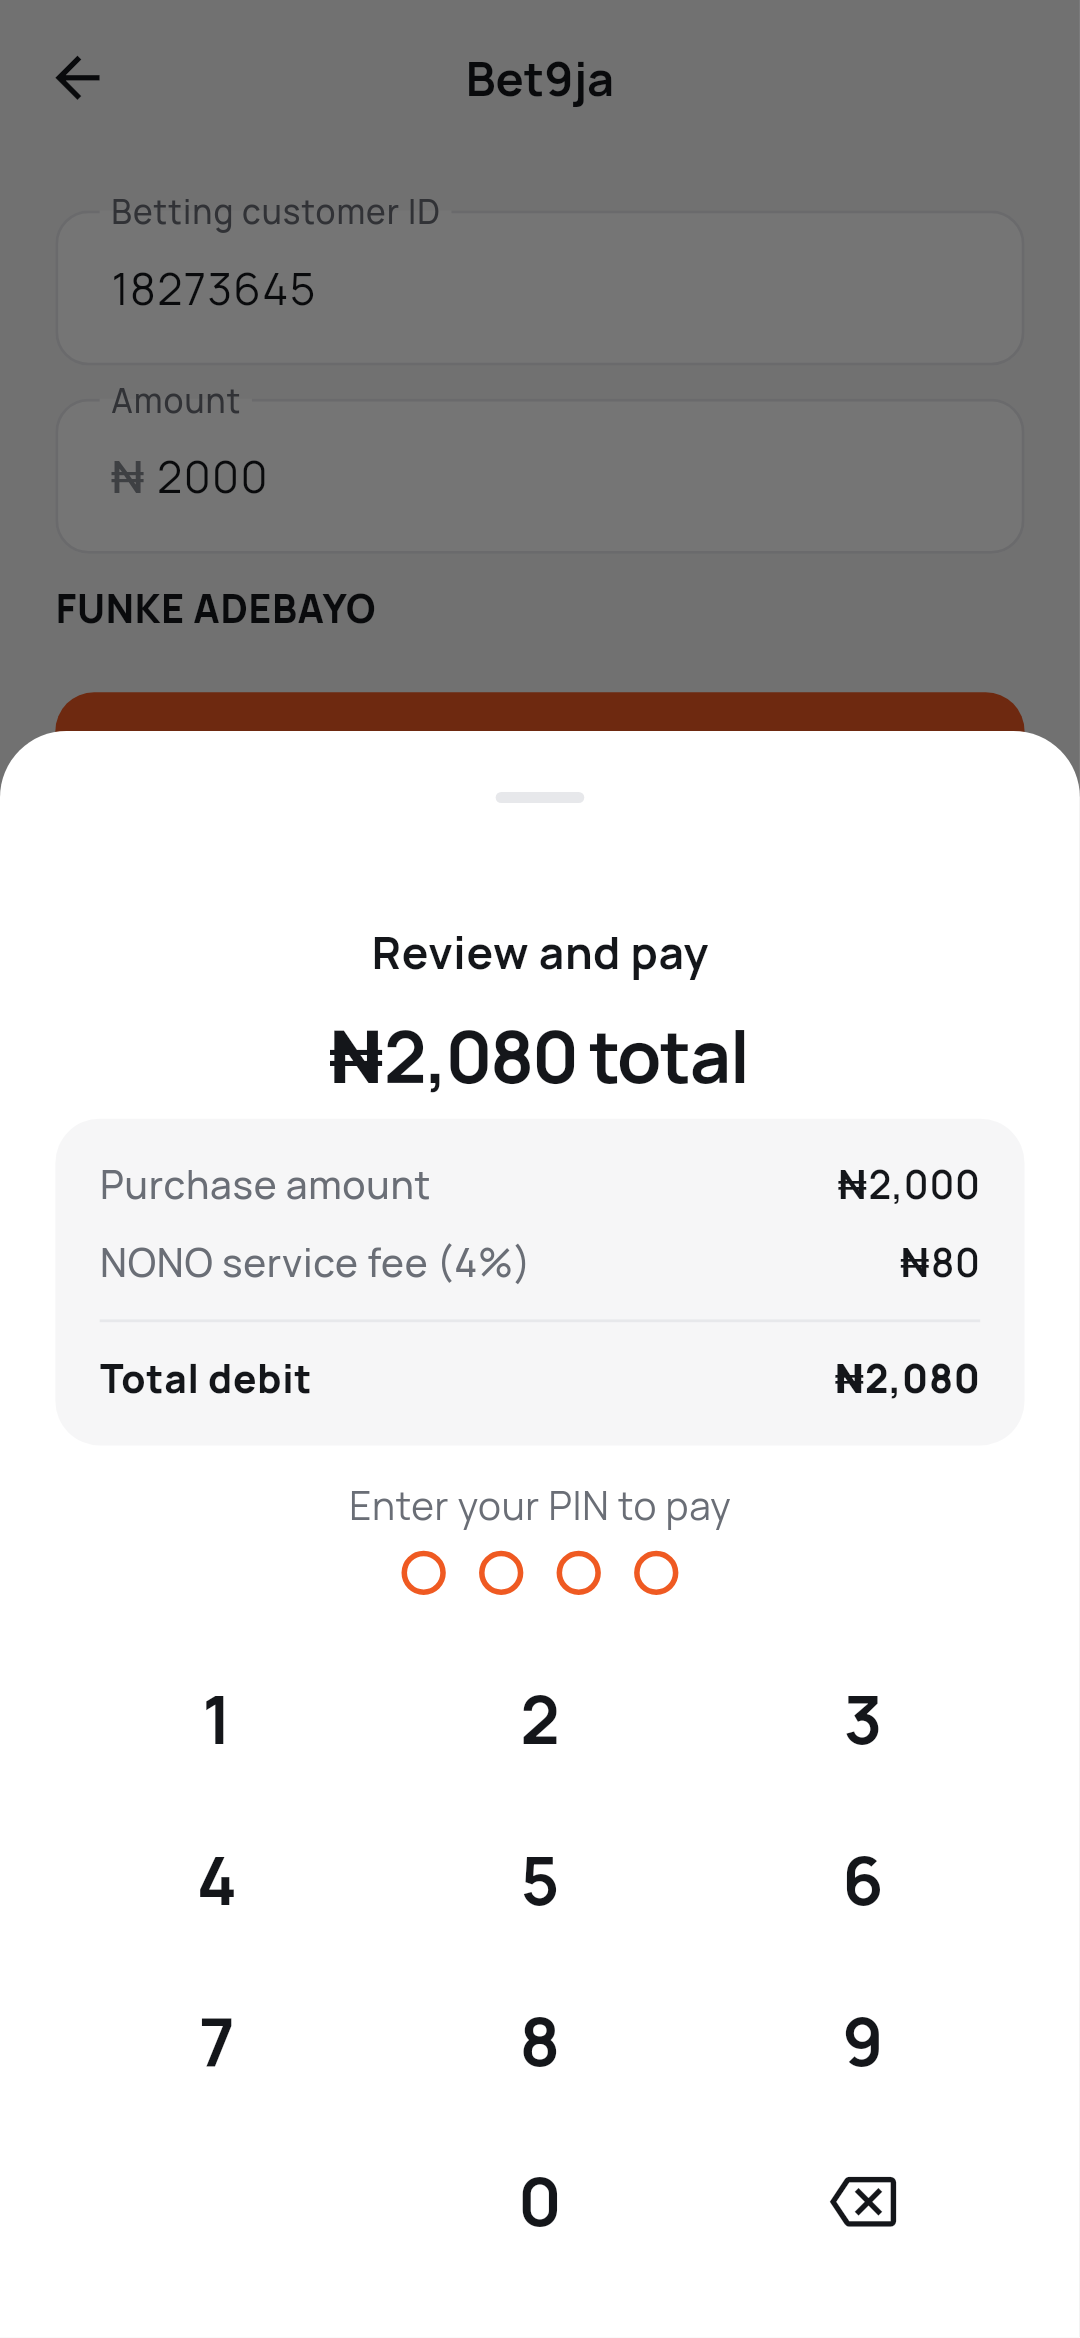 Bet9ja
Betting customer ID
18273645
Amount
₦ 2000
FUNKE ADEBAYO
Review and pay
₦2,080 total
Purchase amount ₦2,000
NONO service fee (4%) ₦80
Total debit ₦2,080
Enter your PIN to pay
1 2 3
4 5 6
7 8 9
0